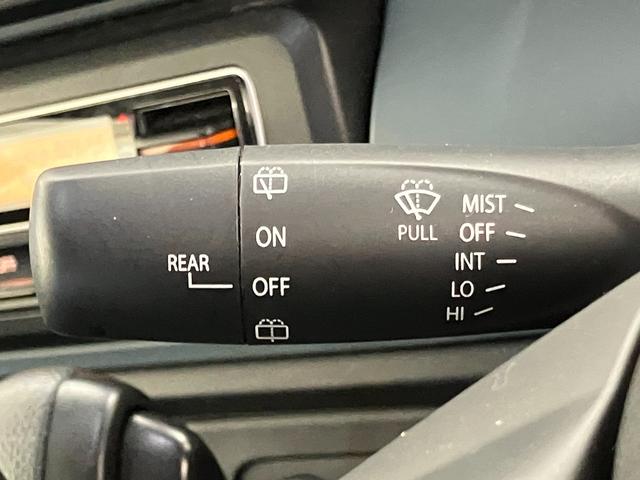 REAR
ON
OFF
PULL
MIST
OFF
INT
LO
HI